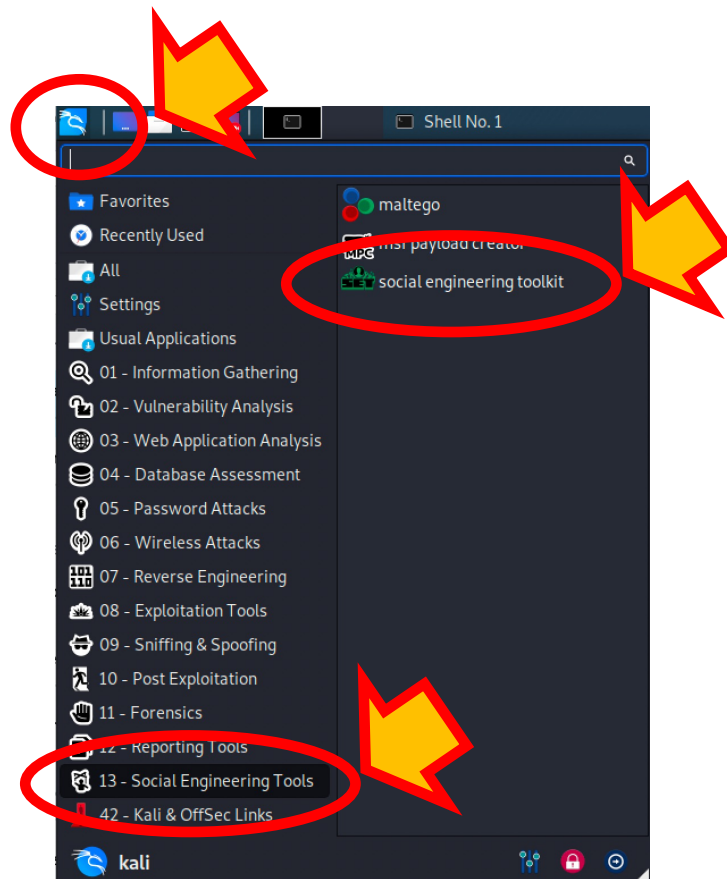 Shell No. 1
Favorites
Recently Used
All
Settings
Usual Applications
01 - Information Gathering
02 - Vulnerability Analysis
03 - Web Application Analysis
04 - Database Assessment
05 - Password Attacks
06 - Wireless Attacks
07 - Reverse Engineering
08 - Exploitation Tools
09 - Sniffing & Spoofing
10 - Post Exploitation
11 - Forensics
12 - Reporting Tools
13 - Social Engineering Tools
42 - Kali & OffSec Links
maltego
MPC
msf payload creator
SET
social engineering toolkit
kali